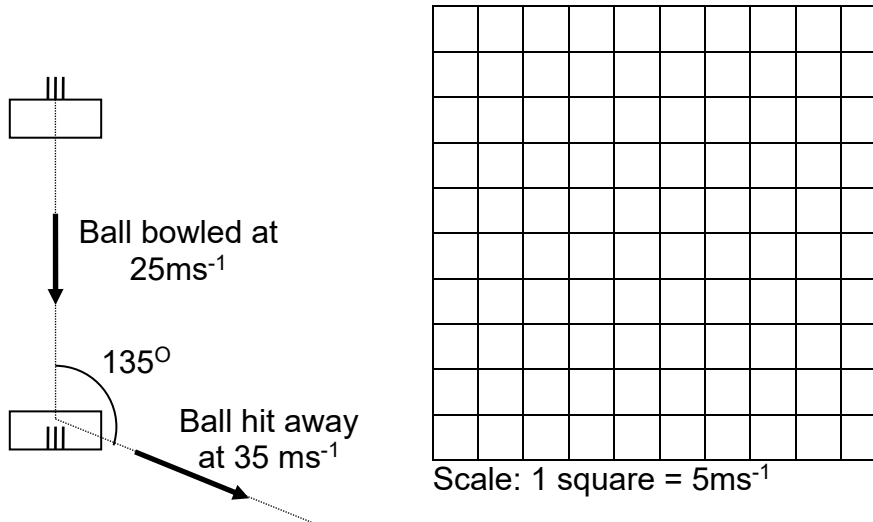 Ball bowled at
25ms⁻¹
135ᴼ
Ball hit away
at 35 ms⁻¹
Scale: 1 square = 5ms⁻¹